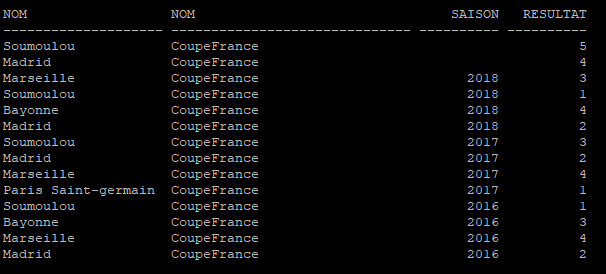 NOM                  NOM                                SAISON   RESULTAT
-------------------- ------------------------------ ---------- ----------
Soumoulou            CoupeFrance                                        5
Madrid               CoupeFrance                                        4
Marseille            CoupeFrance                          2018          3
Soumoulou            CoupeFrance                          2018          1
Bayonne              CoupeFrance                          2018          4
Madrid               CoupeFrance                          2018          2
Soumoulou            CoupeFrance                          2017          3
Madrid               CoupeFrance                          2017          2
Marseille            CoupeFrance                          2017          4
Paris Saint-germain  CoupeFrance                          2017          1
Soumoulou            CoupeFrance                          2016          1
Bayonne              CoupeFrance                          2016          3
Marseille            CoupeFrance                          2016          4
Madrid               CoupeFrance                          2016          2